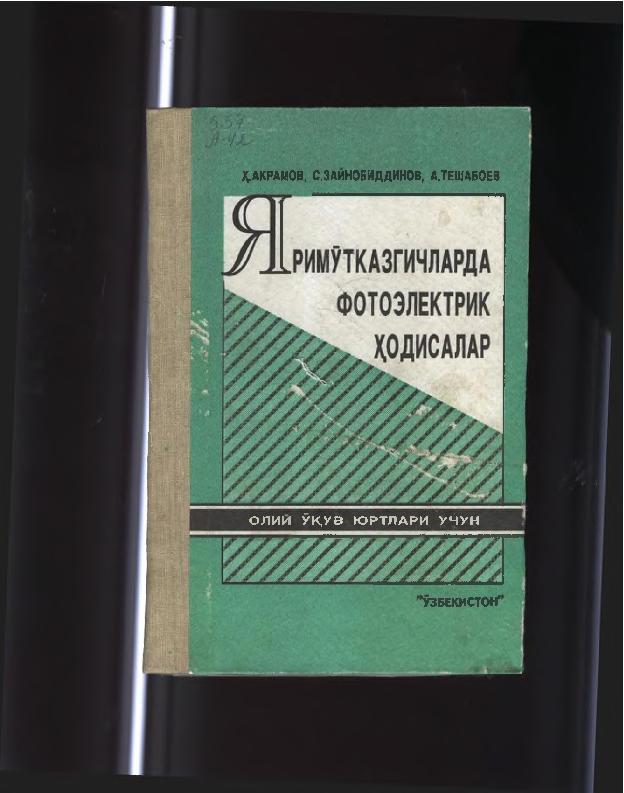 Ҳ.АКРАМОВ, С.ЗАЙНОБИДДИНОВ, А.ТЕШАБОЕВ
ЯРИМЎТКАЗГИЧЛАРДА
ФОТОЭЛЕКТРИК
ҲОДИСАЛАР
ОЛИЙ ЎҚУВ ЮРТЛАРИ УЧУН
"ЎЗБЕКИСТОН"